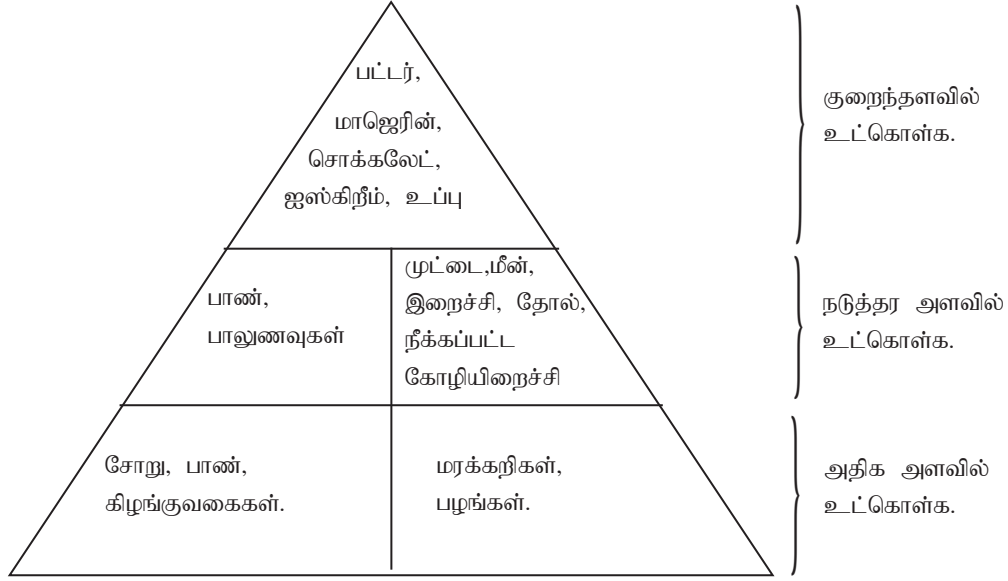 பட்டர்,
மாஜெரின்,
சொக்கலேட்,
ஐஸ்கிறீம், உப்பு
குறைந்தளவில்
உட்கொள்க.
பாண்,
பாலுணவுகள்
முட்டை,மீன்,
இறைச்சி, தோல்,
நீக்கப்பட்ட
கோழியிறைச்சி
நடுத்தர அளவில்
உட்கொள்க.
சோறு, பாண்,
கிழங்குவகைகள்.
மரக்கறிகள்,
பழங்கள்.
அதிக அளவில்
உட்கொள்க.